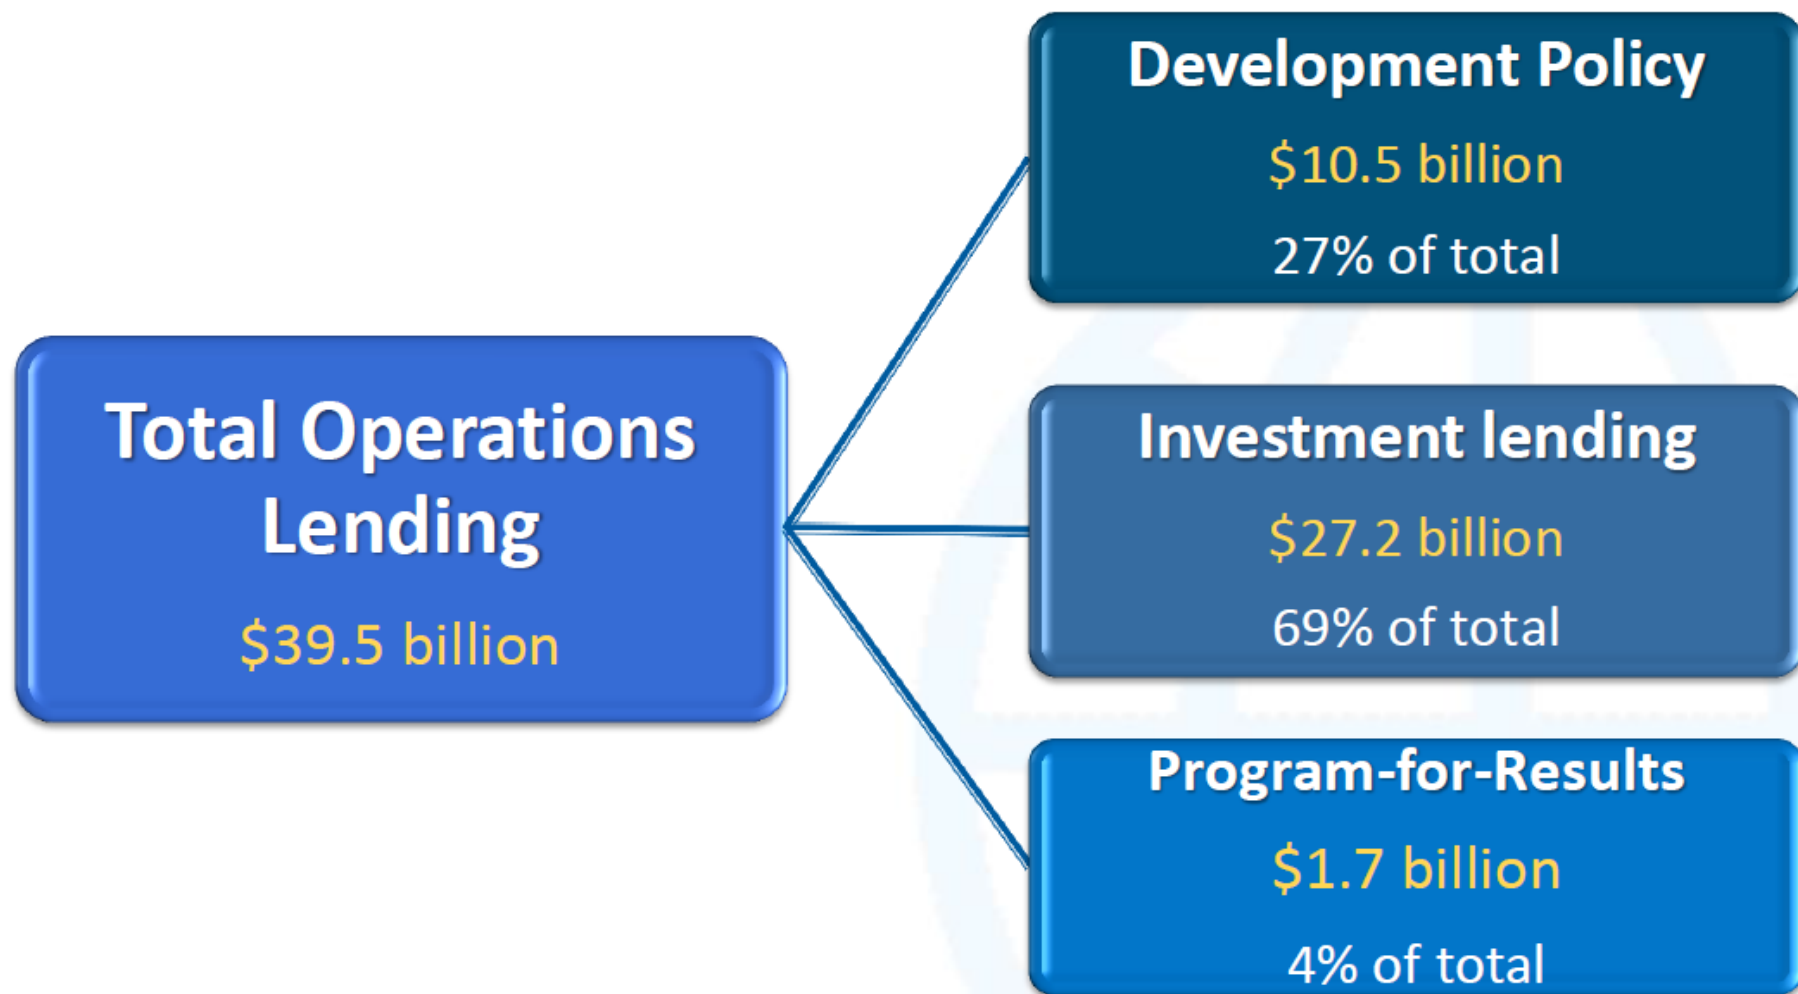 Total Operations
Lending
$39.5 billion
Development Policy
$10.5 billion
27% of total
Investment lending
$27.2 billion
69% of total
Program-for-Results
$1.7 billion
4% of total